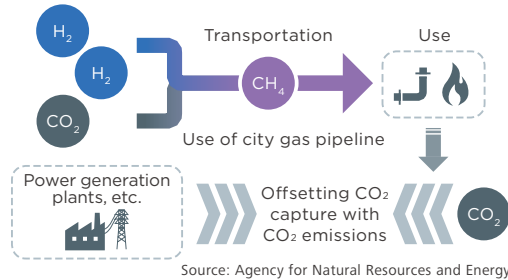 H₂
Transportation
Use
H₂
CH₄
CO₂
Use of city gas pipeline
Power generation
plants, etc.
Offsetting CO₂
capture with
CO₂ emissions
CO₂
Source: Agency for Natural Resources and Energy